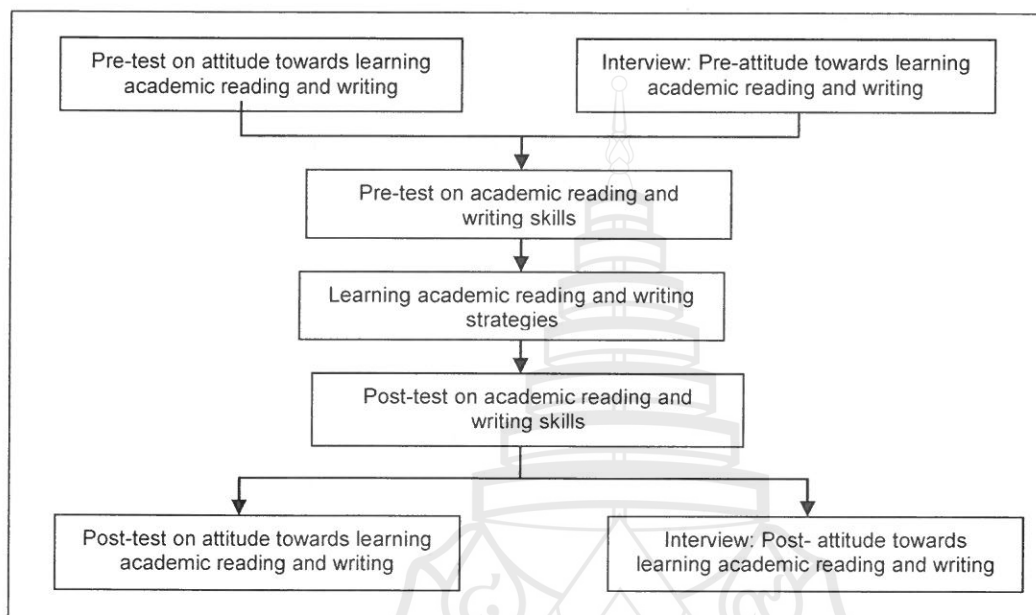 Pre-test on attitude towards learning
academic reading and writing
Interview: Pre-attitude towards learning
academic reading and writing
Pre-test on academic reading and
writing skills
Learning academic reading and writing
strategies
Post-test on academic reading and
writing skills
Post-test on attitude towards learning
academic reading and writing
Interview: Post- attitude towards
learning academic reading and writing